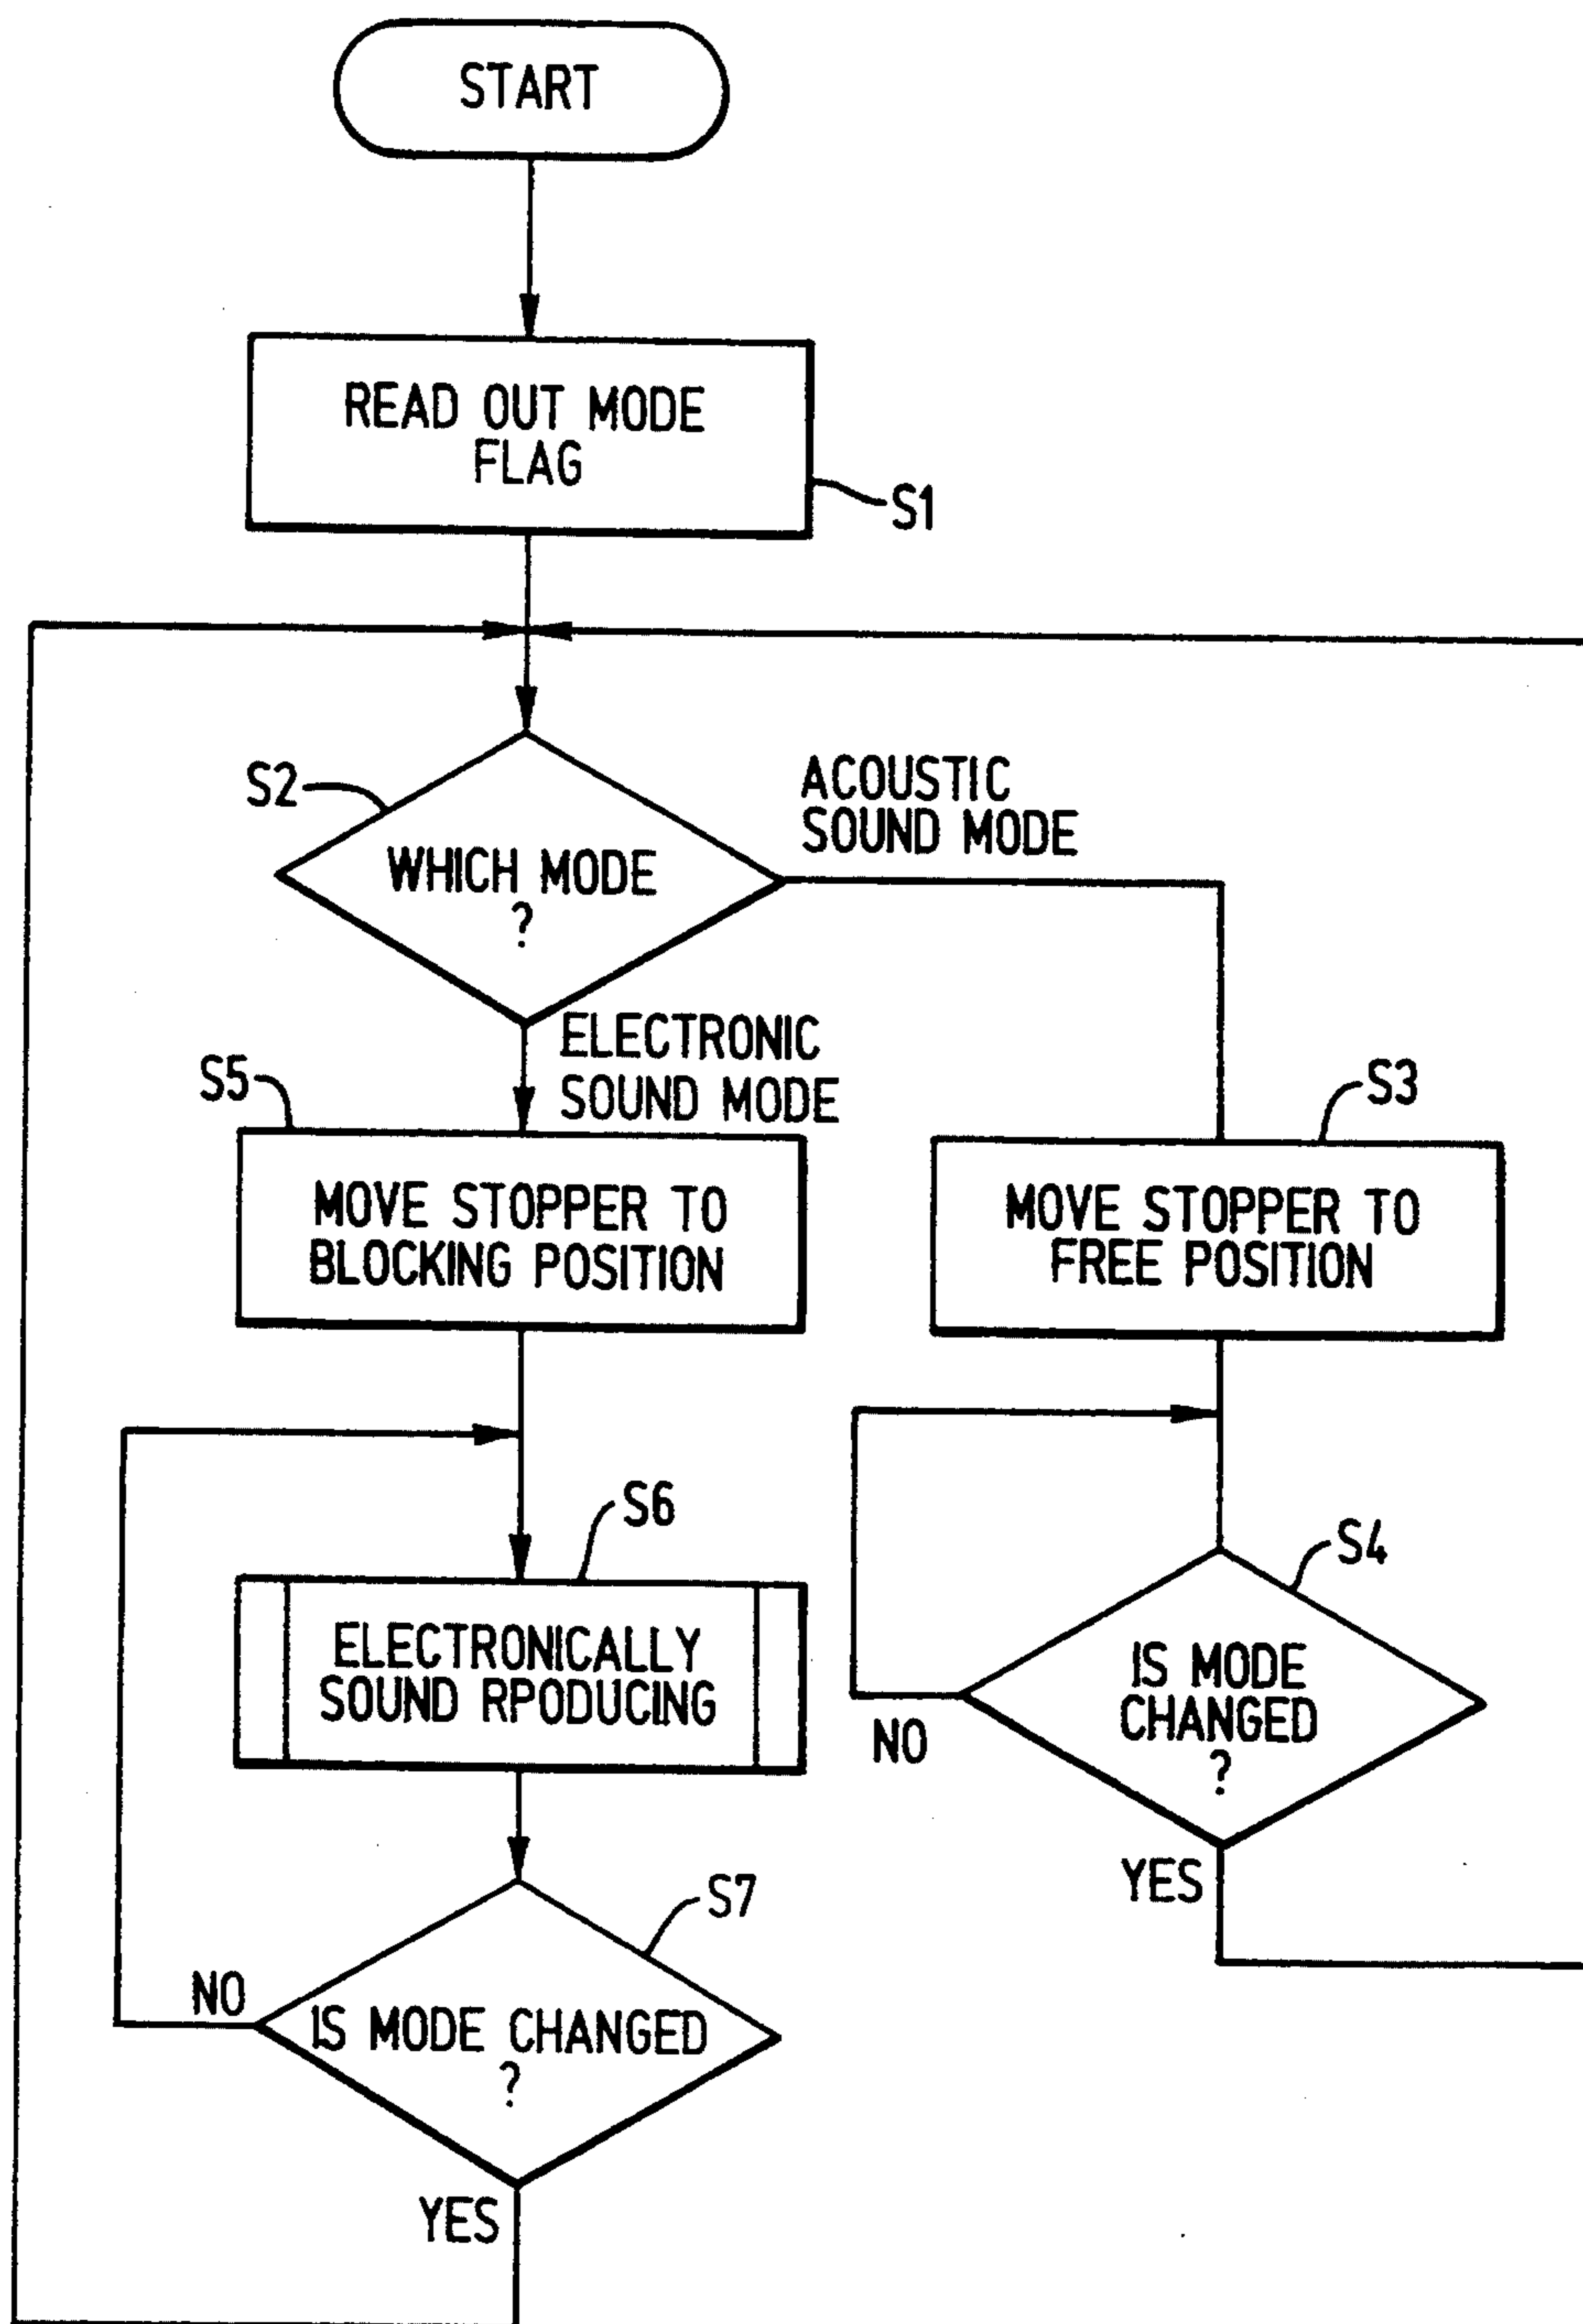 START
READ OUT MODE
FLAG
S1
S2
WHICH MODE
?
ACOUSTIC
SOUND MODE
ELECTRONIC
SOUND MODE
S5
MOVE STOPPER TO
BLOCKING POSITION
S3
MOVE STOPPER TO
FREE POSITION
S6
ELECTRONICALLY
SOUND RPODUCING
S4
IS MODE
CHANGED
?
NO
YES
S7
IS MODE CHANGED
?
NO
YES